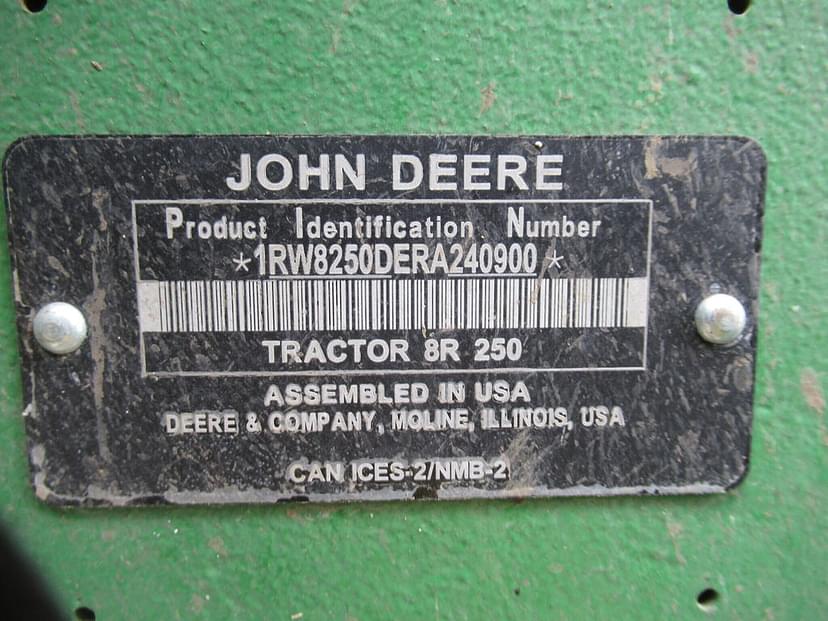 JOHN DEERE
Product Identification Number
*1RW8250DERA240900*
TRACTOR 8R 250
ASSEMBLED IN USA
DEERE & COMPANY, MOLINE, ILLINOIS, USA
CAN ICES-2/NMB-2